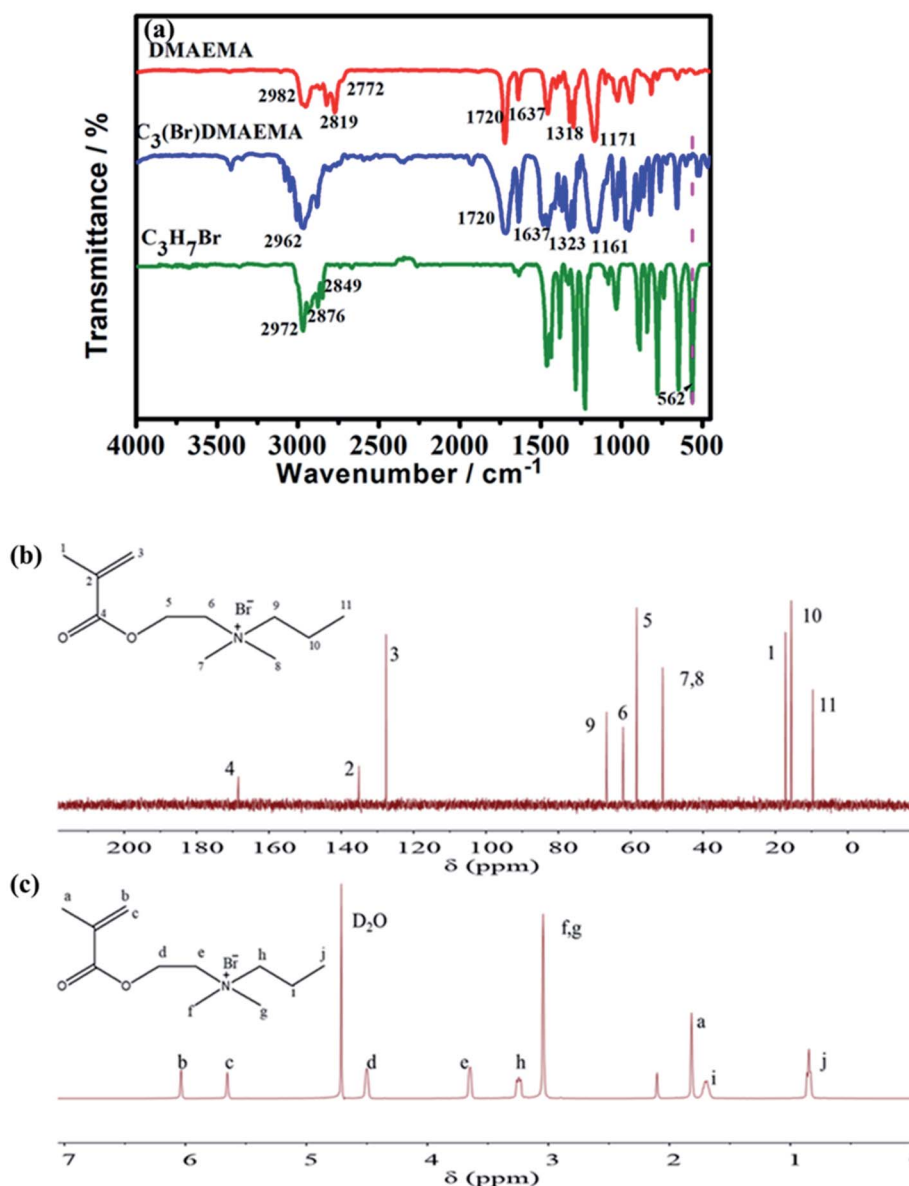 (a)
DMAEMA
2982
2819
2772
1720
1637
1318
1171
C3(Br)DMAEMA
2962
1720
1637
1323
1161
C3H7Br
2972
2876
2849
562
Transmittance / %
4000 3500 3000 2500 2000 1500 1000 500
Wavenumber / cm-1
(b)
1
2
3
4
5
6
7
8
9
10
11
O
O
N
+
Br−
4
2
3
9
6
5
7,8
1
10
11
200 180 160 140 120 100 80 60 40 20 0
δ (ppm)
(c)
a
b
c
d
e
f
g
h
i
j
O
O
N
+
Br−
b
c
D2O
d
e
h
f,g
a
i
j
7 6 5 4 3 2 1
δ (ppm)